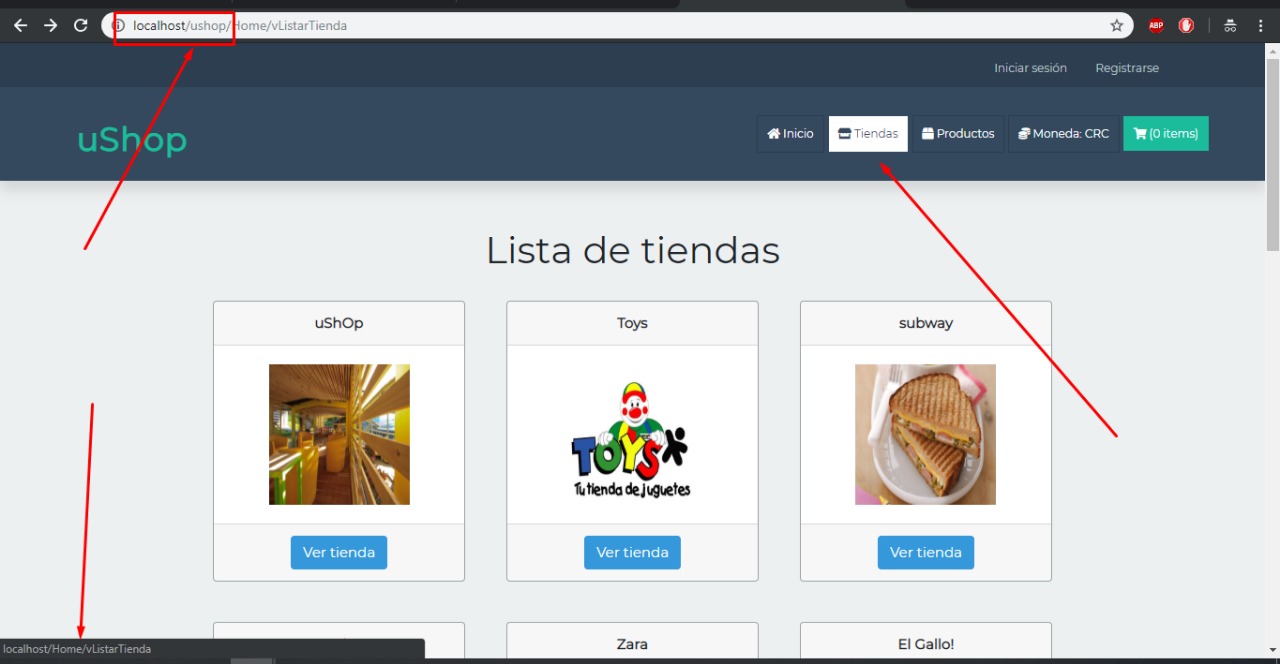 localhost/ushop/Home/vListarTienda
ABP
Iniciar sesión Registrarse
uShop
Inicio Tiendas Productos Moneda: CRC (0 items)
Lista de tiendas
uShOp Toys subway
TOYS
Tu tienda de juguetes
Ver tienda Ver tienda Ver tienda
Zara El Gallo!
localhost/Home/vListarTienda